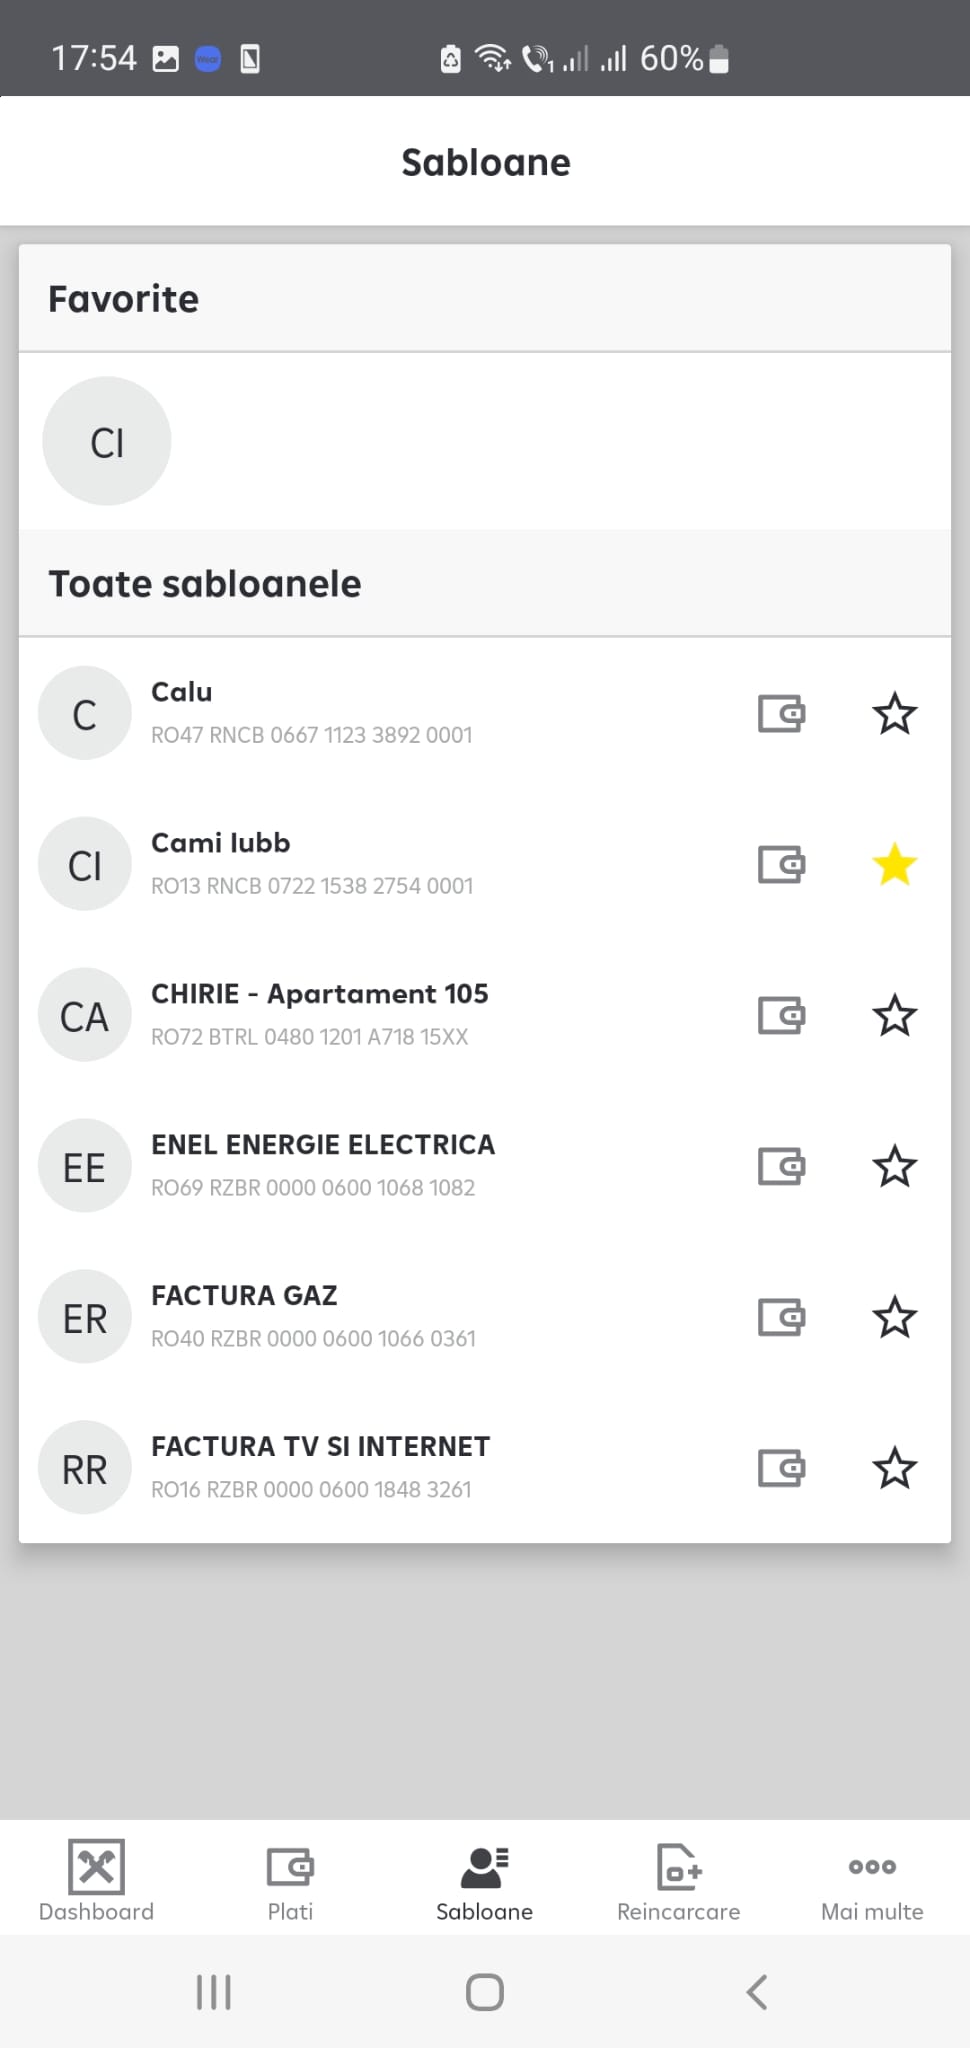 17:54
Wear
1
60%
Sabloane
Favorite
CI
Toate sabloanele
C
Calu
RO47 RNCB 0667 1123 3892 0001
CI
Cami Iubb
RO13 RNCB 0722 1538 2754 0001
CA
CHIRIE - Apartament 105
RO72 BTRL 0480 1201 A718 15XX
EE
ENEL ENERGIE ELECTRICA
RO69 RZBR 0000 0600 1068 1082
ER
FACTURA GAZ
RO40 RZBR 0000 0600 1066 0361
RR
FACTURA TV SI INTERNET
RO16 RZBR 0000 0600 1848 3261
Dashboard
Plati
Sabloane
Reincarcare
Mai multe